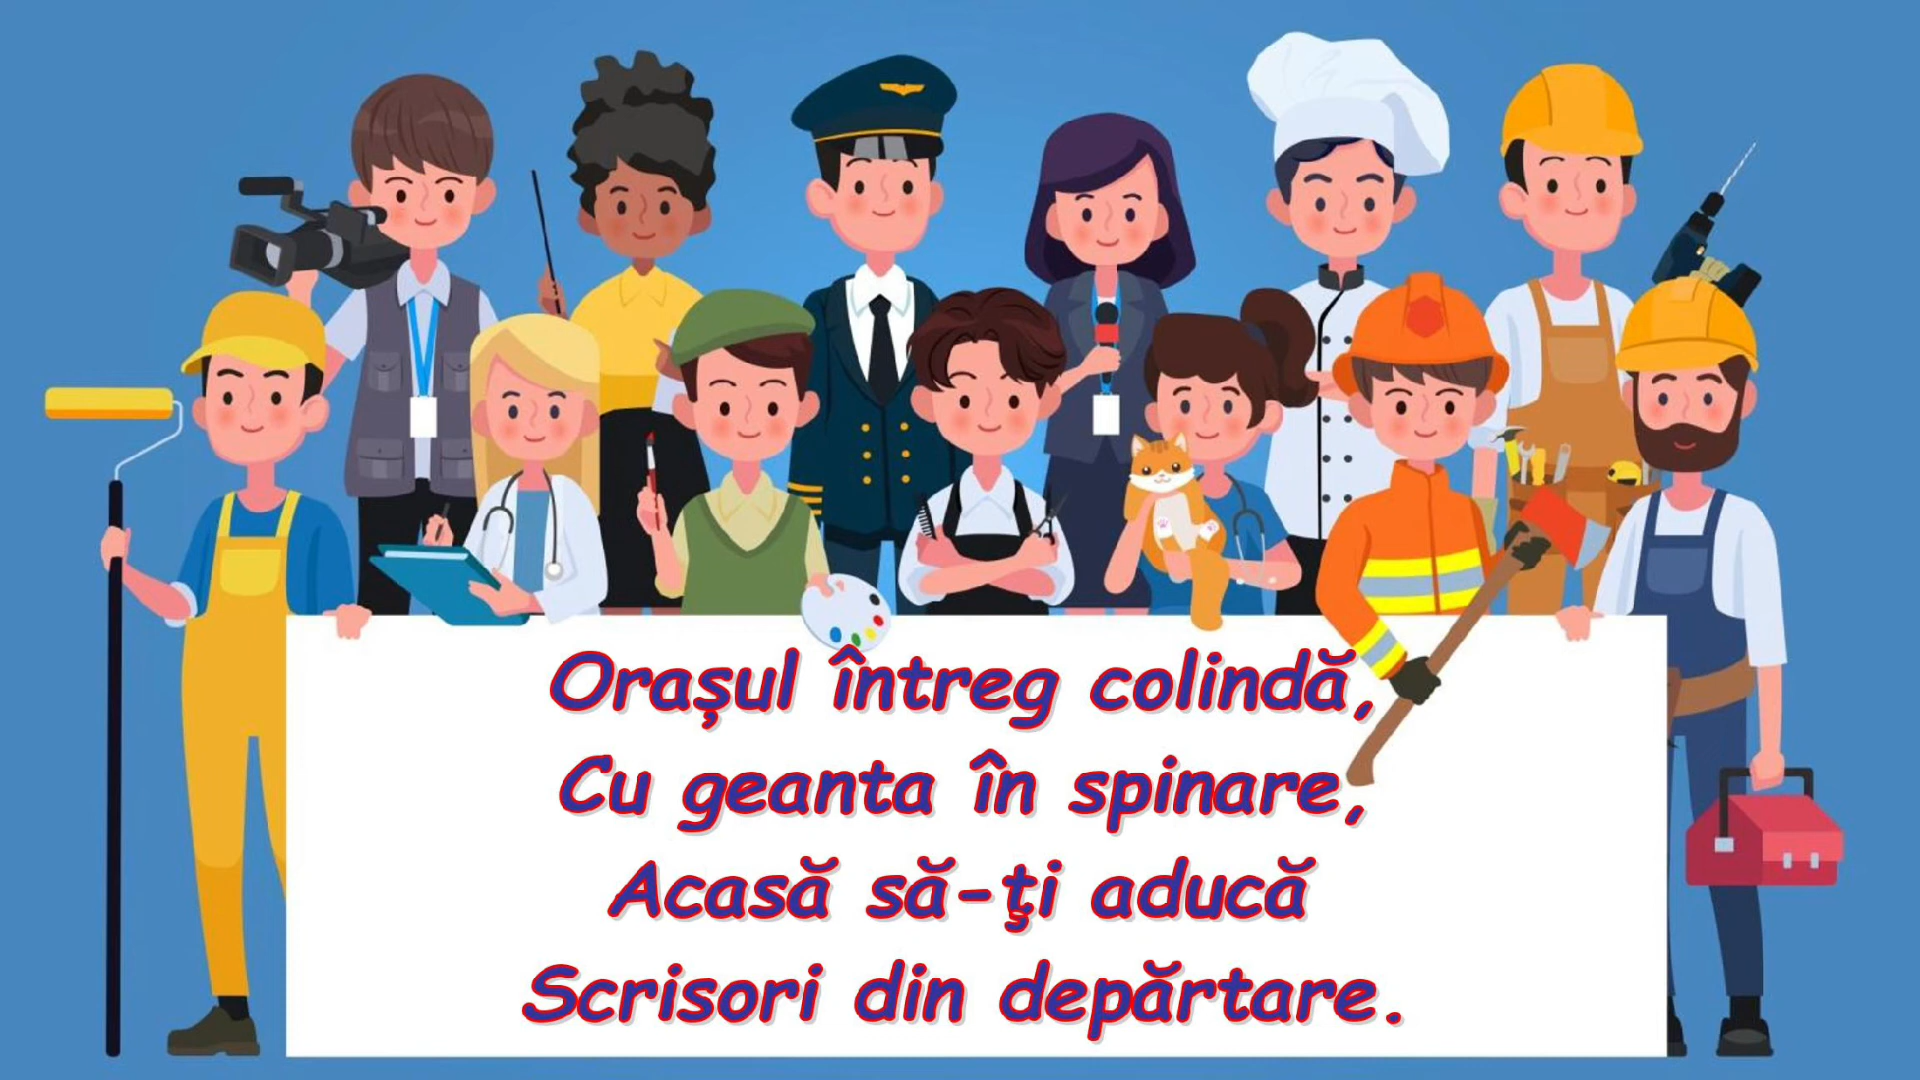 Orașul întreg colindă,
Cu geanta în spinare,
Acasă să-ţi aducă
Scrisori din depărtare.